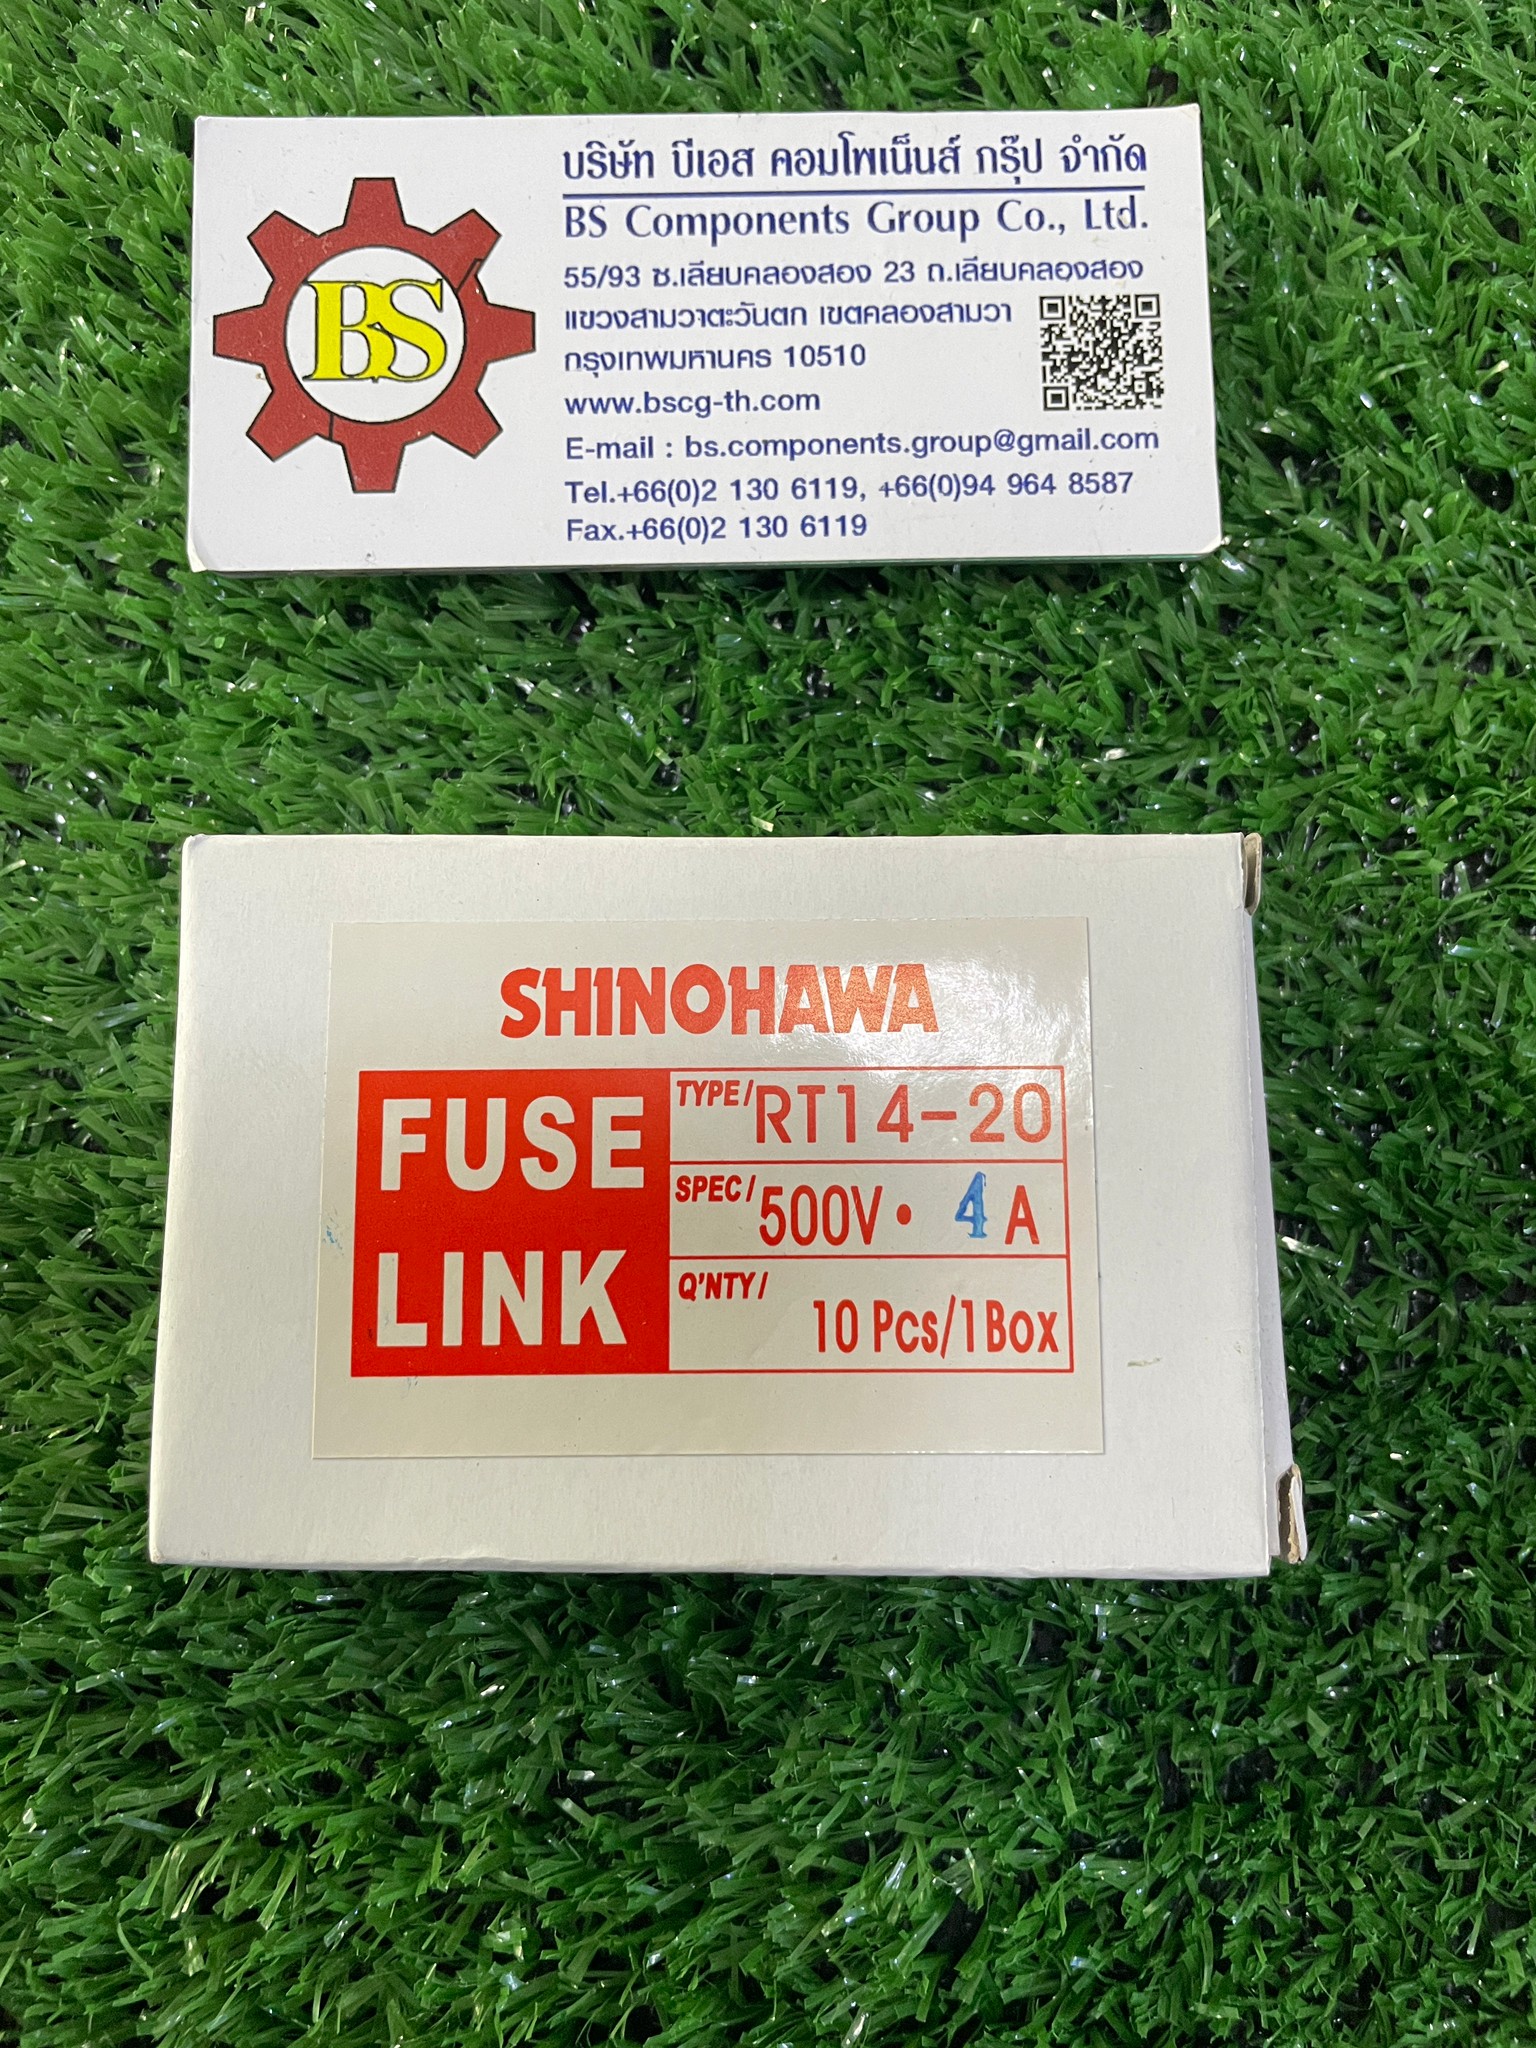 BS
บริษัท บีเอส คอมโพเน็นส์ กรุ๊ป จำกัด
BS Components Group Co., Ltd.
55/93 ซ.เลียบคลองสอง 23 ถ.เลียบคลองสอง
แขวงสามวาตะวันตก เขตคลองสามวา
กรุงเทพมหานคร 10510
www.bscg-th.com
E-mail : bs.components.group@gmail.com
Tel.+66(0)2 130 6119, +66(0)94 964 8587
Fax.+66(0)2 130 6119
SHINOHAWA
FUSE
LINK
TYPE/ RT14-20
SPEC/ 500V • 4 A
Q'NTY/ 10 Pcs/1 Box